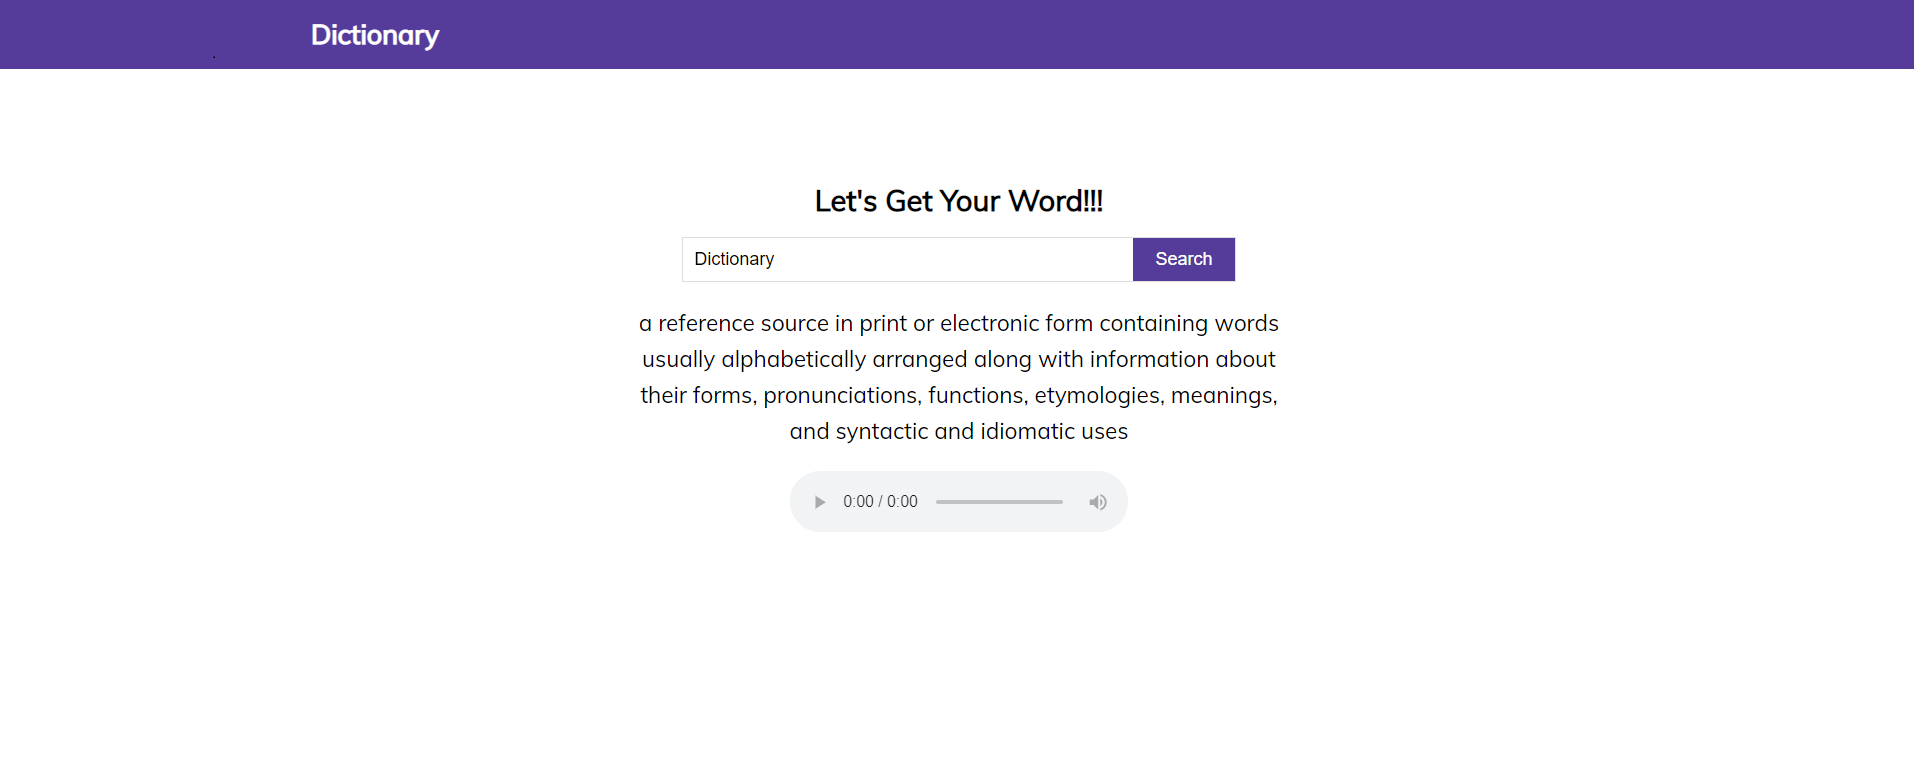 Dictionary
Let's Get Your Word!!!
Dictionary
Search
a reference source in print or electronic form containing words
usually alphabetically arranged along with information about
their forms, pronunciations, functions, etymologies, meanings,
and syntactic and idiomatic uses
0:00 / 0:00